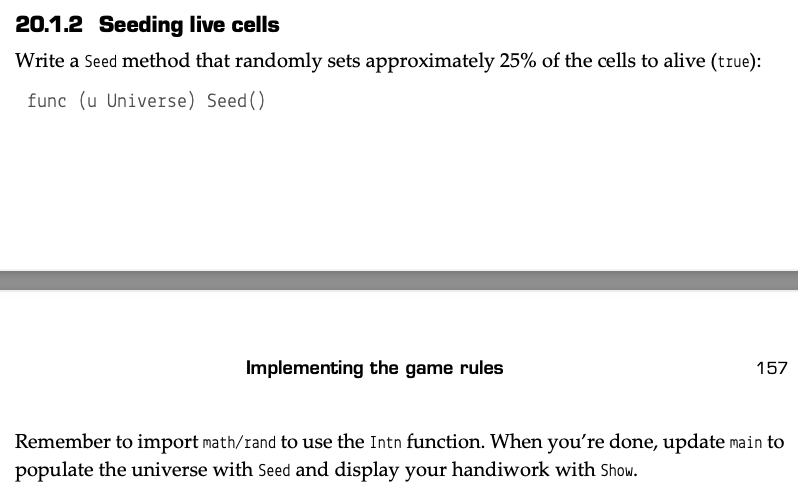 20.1.2 Seeding live cells
Write a Seed method that randomly sets approximately 25% of the cells to alive (true):
func (u Universe) Seed()
Implementing the game rules
157
Remember to import math/rand to use the Intn function. When you’re done, update main to
populate the universe with Seed and display your handiwork with Show.